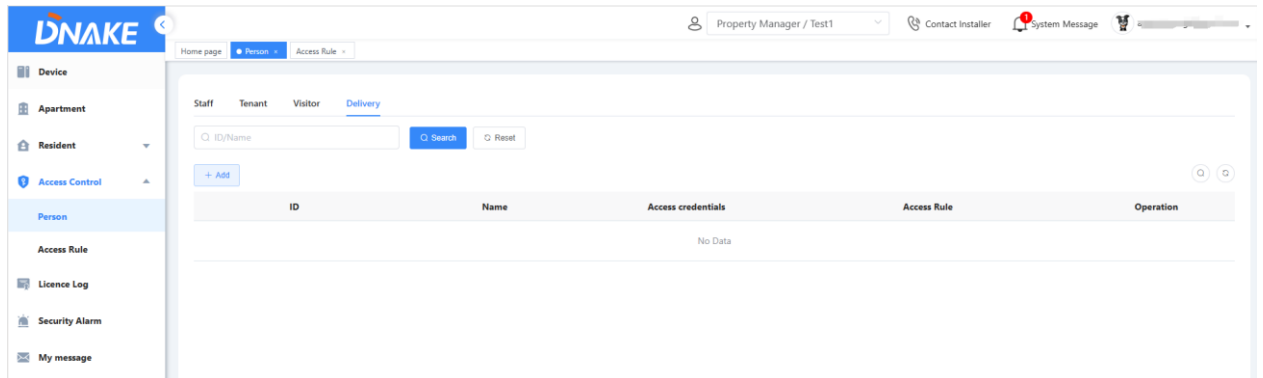 DNAKE
Property Manager / Test1
Contact Installer
1
System Message
Home page
Person ×
Access Rule ×
Device
Apartment
Resident
Access Control
Person
Access Rule
Licence Log
Security Alarm
My message
Staff Tenant Visitor Delivery
ID/Name
Search
Reset
+ Add
ID Name Access credentials Access Rule Operation
No Data